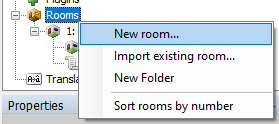 Plugins
Rooms
1:
New room...
Import existing room...
New Folder
Sort rooms by number
Transla
Properties